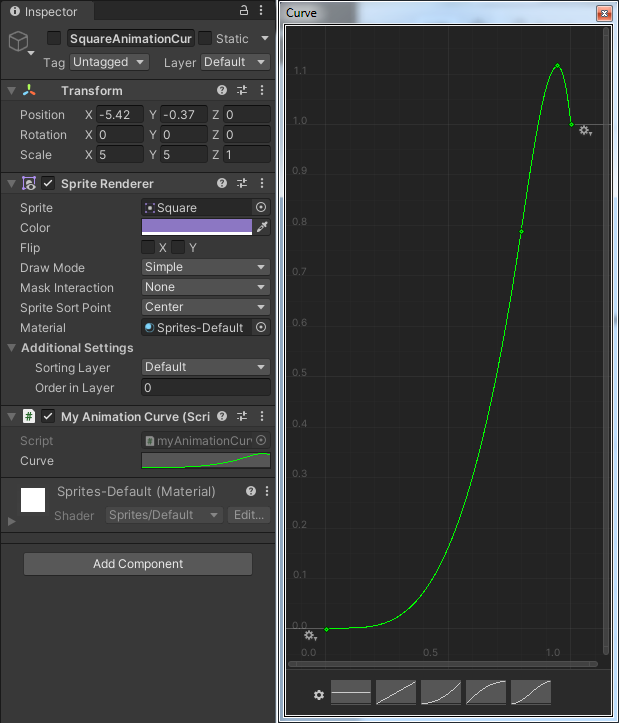 Inspector
SquareAnimationCur
Static
Tag Untagged Layer Default
Transform
Position X -5.42 Y -0.37 Z 0
Rotation X 0 Y 0 Z 0
Scale X 5 Y 5 Z 1
Sprite Renderer
Sprite Square
Color
Flip X Y
Draw Mode Simple
Mask Interaction None
Sprite Sort Point Center
Material Sprites-Default
Additional Settings
Sorting Layer Default
Order in Layer 0
# My Animation Curve (Scri
Script # myAnimationCur
Curve
Sprites-Default (Material)
Shader Sprites/Default Edit...
Add Component
Curve
1.1
1.0
0.9
0.8
0.7
0.6
0.5
0.4
0.3
0.2
0.1
0.0
0.0 0.5 1.0